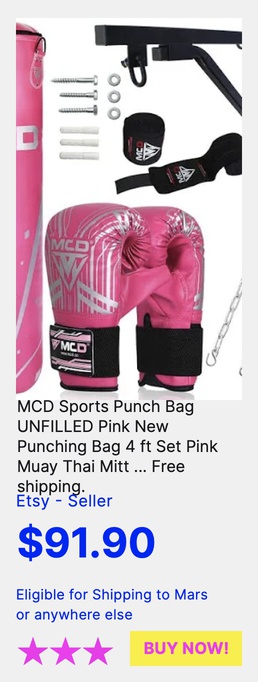 D
MCD
MCD
MCD
MCD Sports Punch Bag
UNFILLED Pink New
Punching Bag 4 ft Set Pink
Muay Thai Mitt ... Free
shipping.
Etsy - Seller
$91.90
Eligible for Shipping to Mars
or anywhere else
BUY NOW!